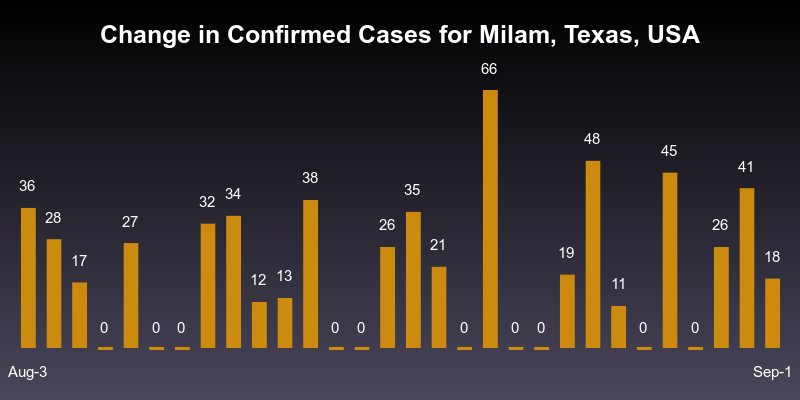 Change in Confirmed Cases for Milam, Texas, USA
36 28 17 0 27 0 0 32 34 12 13 38 0 0 26 35 21 0 66 0 0 19 48 11 0 45 0 26 41 18
Aug-3 Sep-1